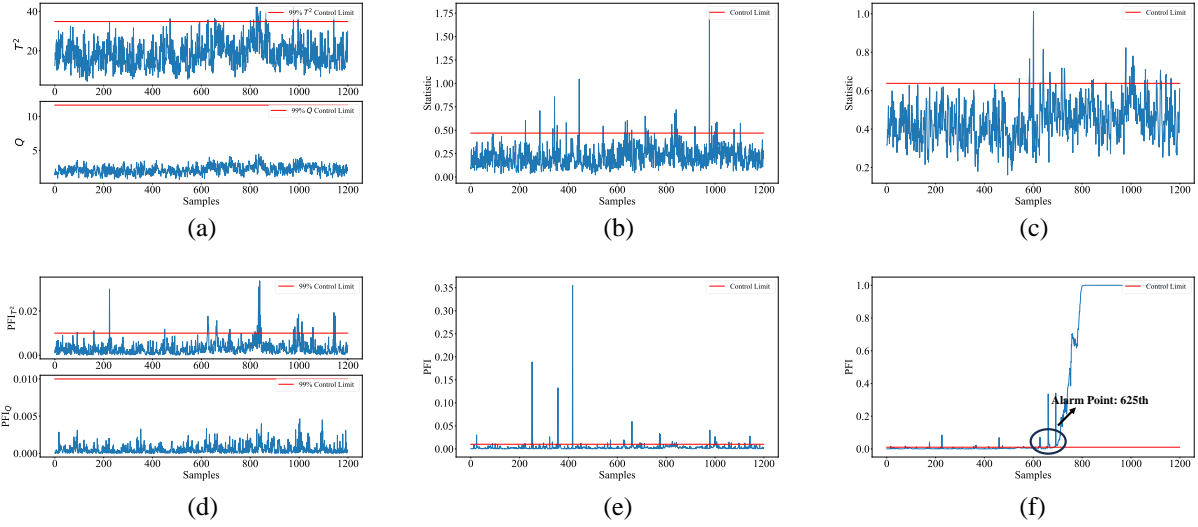 40
20
T²
99% T² Control Limit
10
5
Q
99% Q Control Limit
0 200 400 600 800 1000 1200
Samples
(a)
1.75
1.50
1.25
1.00
0.75
0.50
0.25
0.00
Statistic
Control Limit
0 200 400 600 800 1000 1200
Samples
(b)
1.0
0.8
0.6
0.4
0.2
Statistic
Control Limit
0 200 400 600 800 1000 1200
Samples
(c)
0.02
0.00
PFI_T²
99% Control Limit
0 200 400 600 800 1000 1200
0.010
0.005
0.000
PFI_Q
99% Control Limit
0 200 400 600 800 1000 1200
Samples
(d)
0.35
0.30
0.25
0.20
0.15
0.10
0.05
0.00
PFI
Control Limit
0 200 400 600 800 1000 1200
Samples
(e)
1.0
0.8
0.6
0.4
0.2
0.0
PFI
Control Limit
Alarm Point: 625th
0 200 400 600 800 1000 1200
Samples
(f)